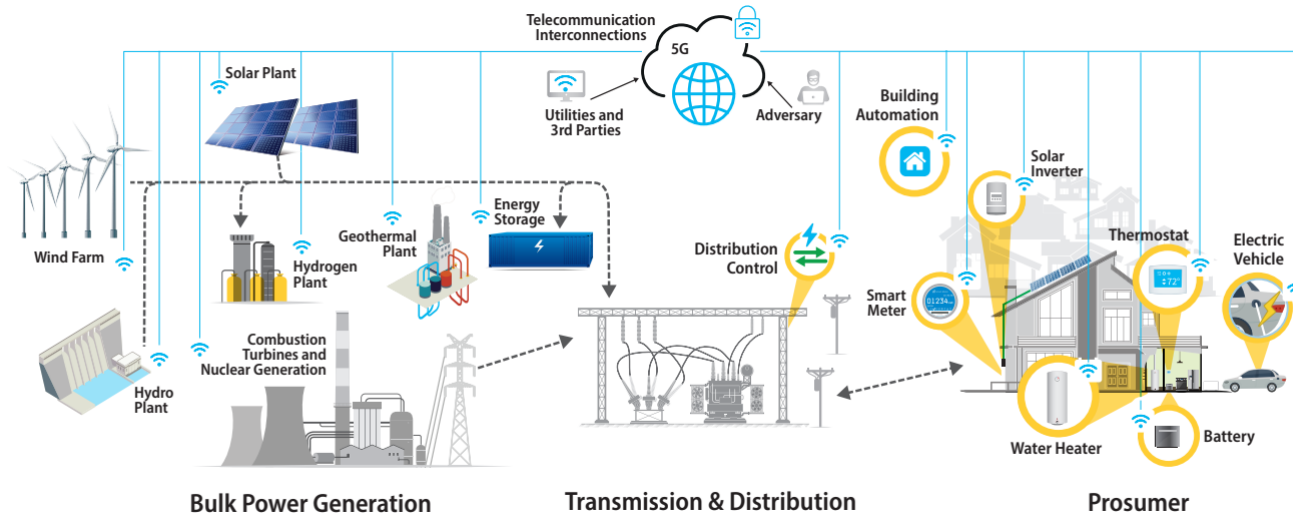 Telecommunication
Interconnections
5G
Solar Plant
Utilities and
3rd Parties
Adversary
Building
Automation
Solar
Inverter
Wind Farm
Hydrogen
Plant
Geothermal
Plant
Energy
Storage
Distribution
Control
Thermostat
72°
Electric
Vehicle
Smart
Meter
01234
Hydro
Plant
Combustion
Turbines and
Nuclear Generation
Water Heater
Battery
Bulk Power Generation
Transmission & Distribution
Prosumer